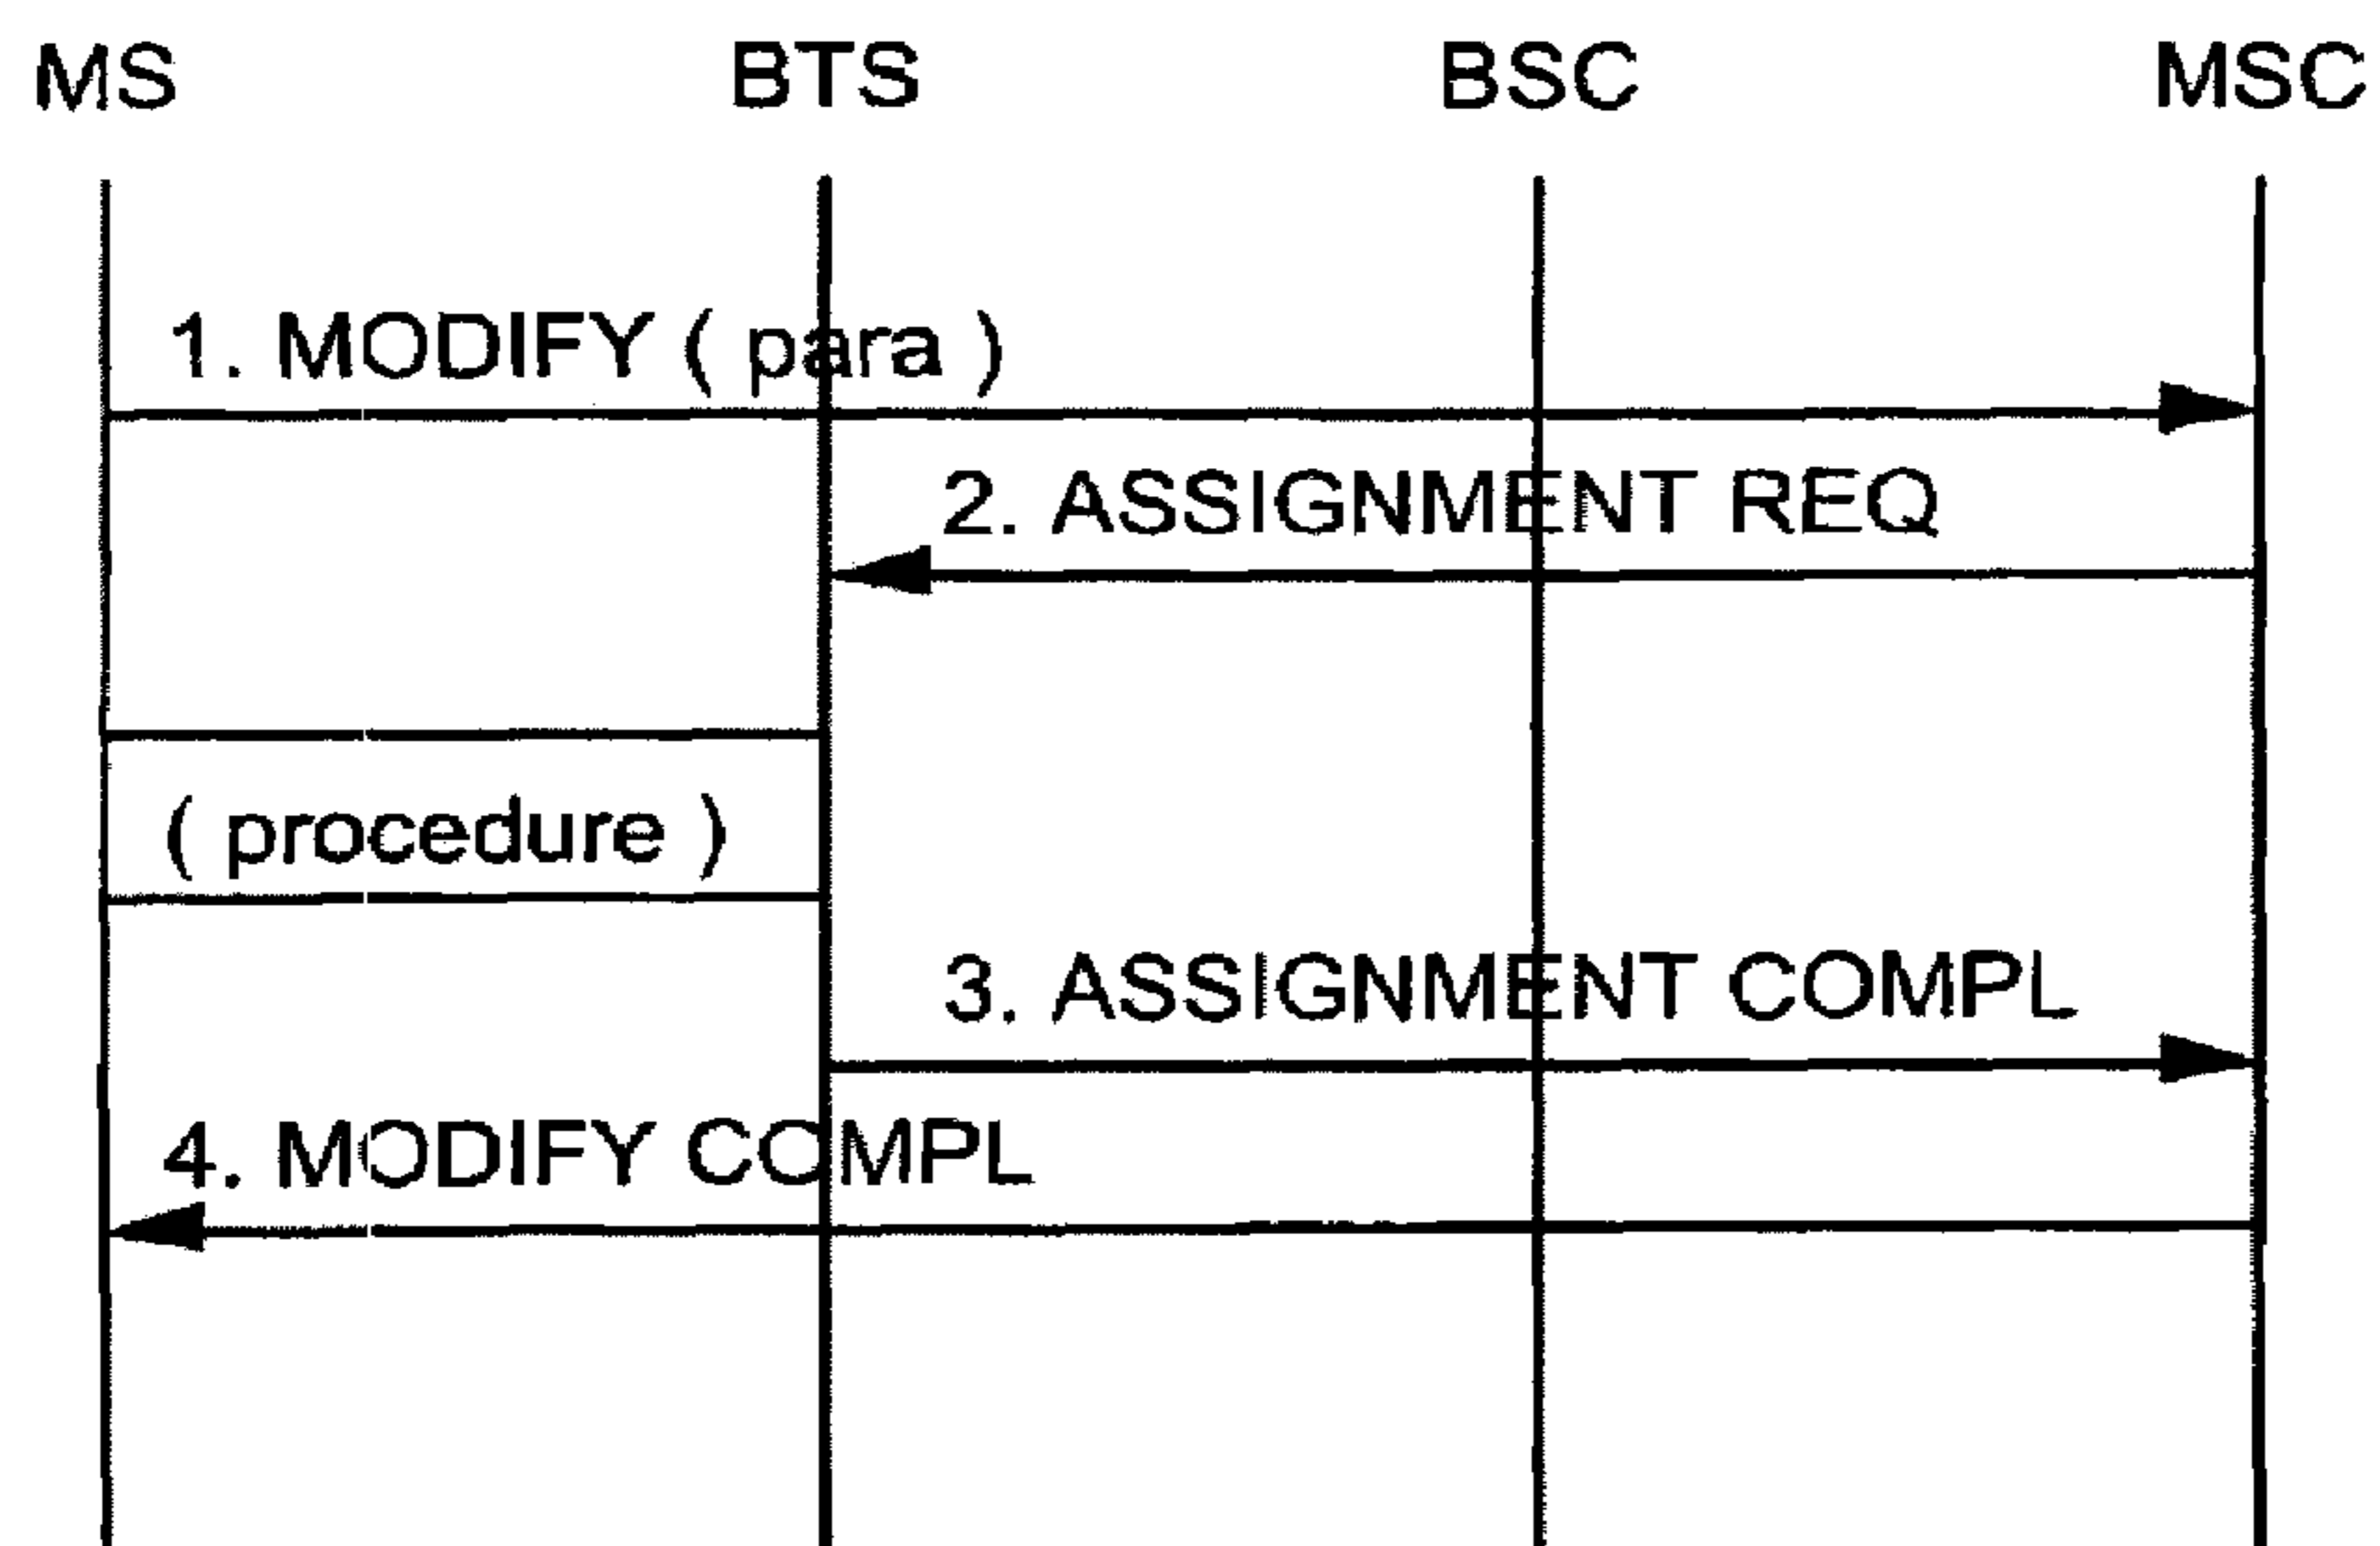 MS BTS BSC MSC
1. MODIFY ( para )
2. ASSIGNMENT REQ
( procedure )
3. ASSIGNMENT COMPL
4. MODIFY COMPL